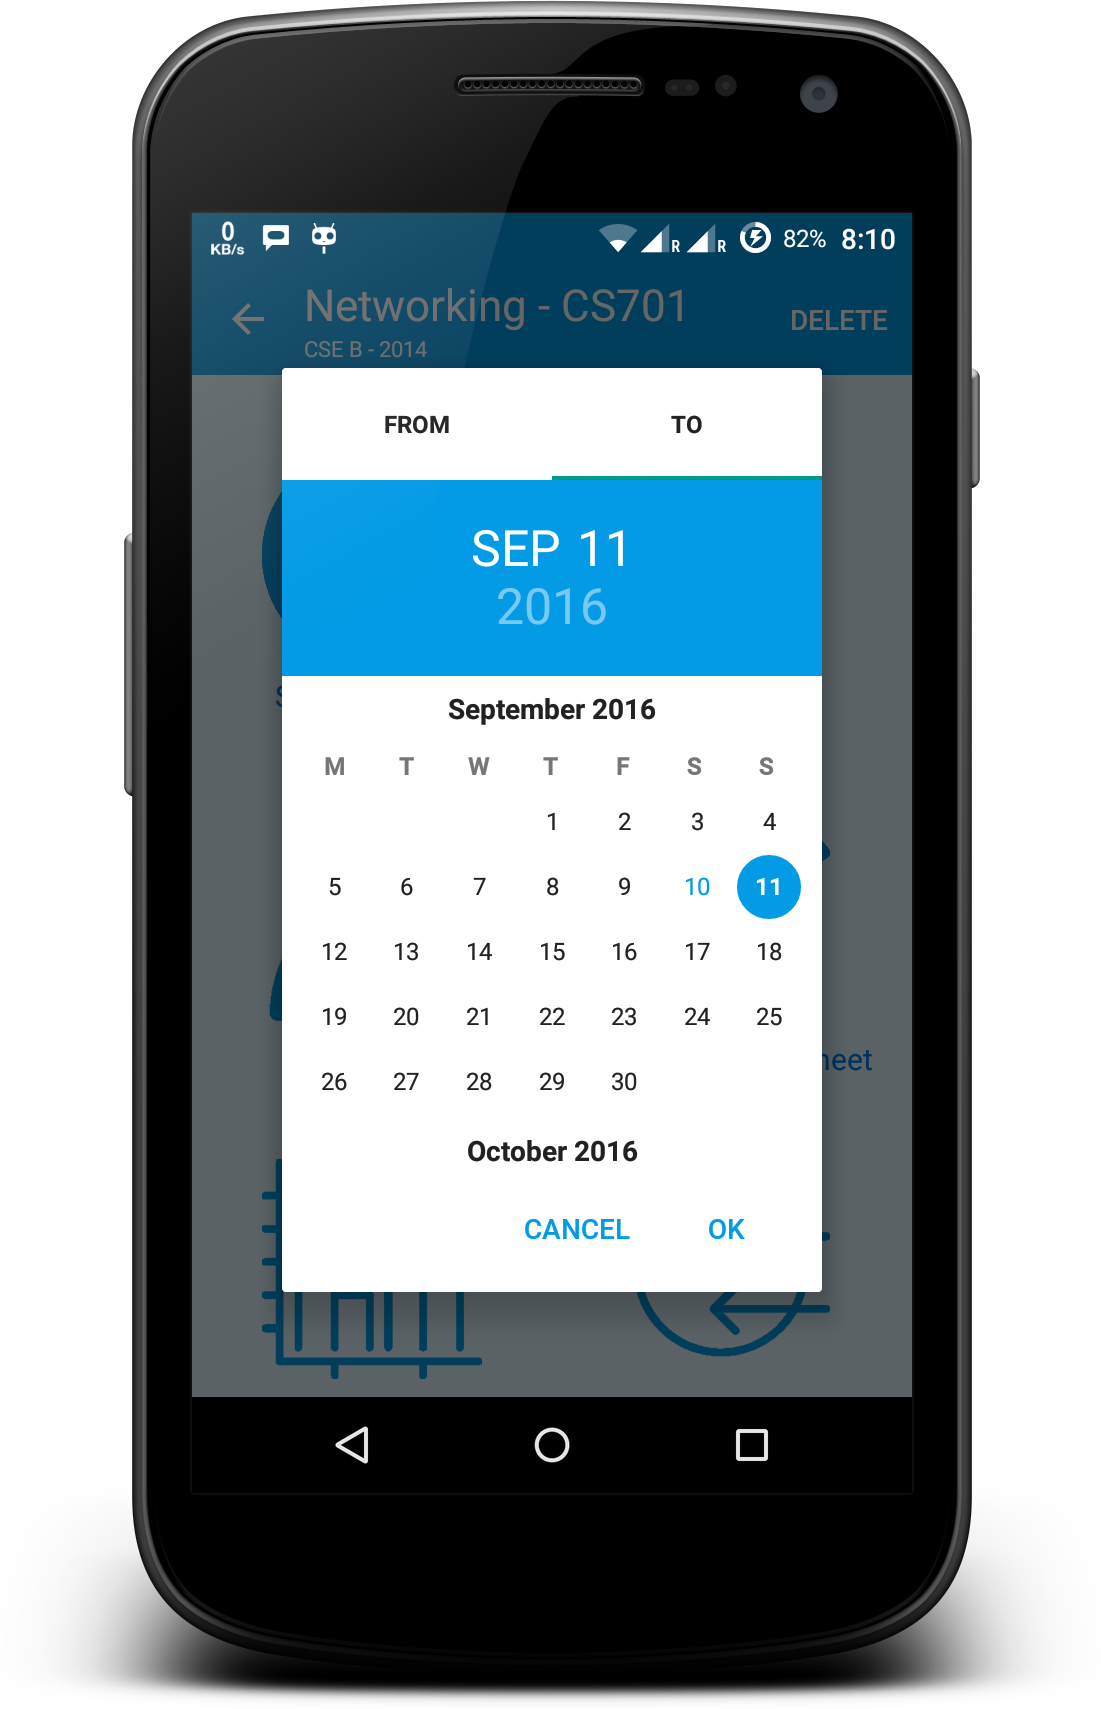 0
KB/s
R
R
82%
8:10
Networking - CS701
DELETE
CSE B - 2014
FROM
TO
SEP 11
2016
September 2016
M T W T F S S
1 2 3 4
5 6 7 8 9 10 11
12 13 14 15 16 17 18
19 20 21 22 23 24 25
heet
26 27 28 29 30
October 2016
CANCEL
OK